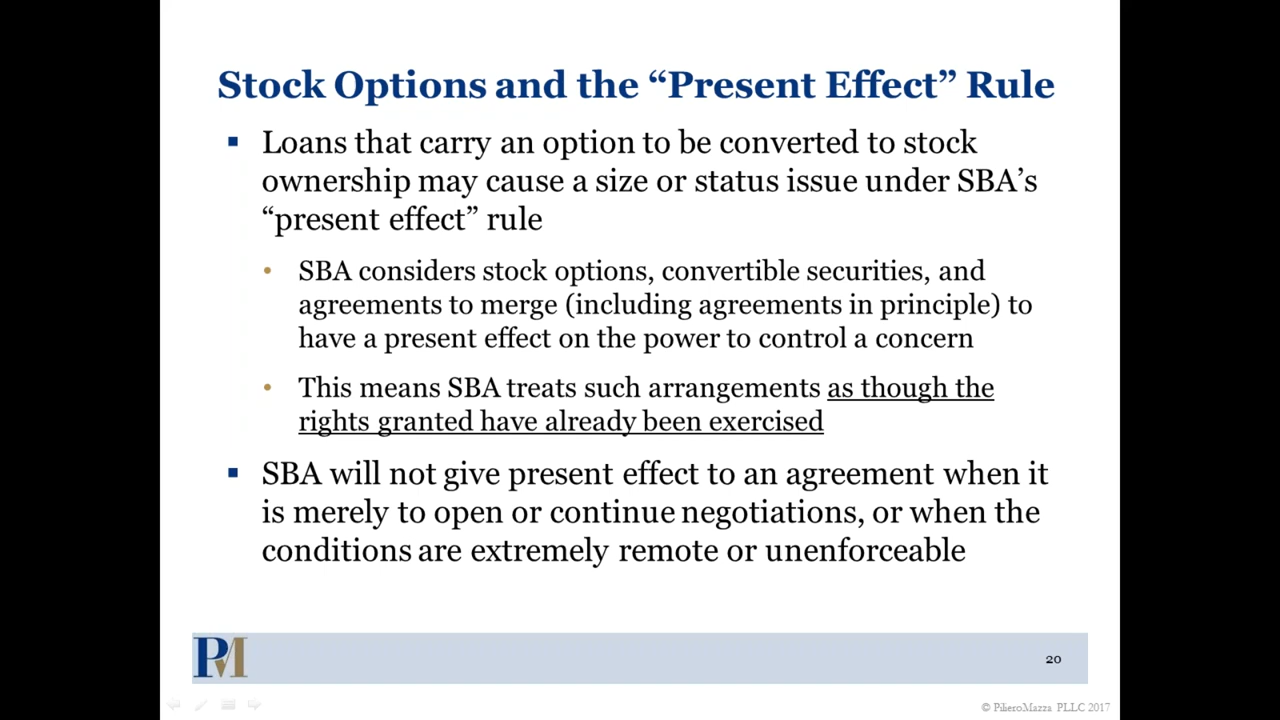 Stock Options and the “Present Effect” Rule
▪ Loans that carry an option to be converted to stock
ownership may cause a size or status issue under SBA’s
“present effect” rule
• SBA considers stock options, convertible securities, and
agreements to merge (including agreements in principle) to
have a present effect on the power to control a concern
• This means SBA treats such arrangements as though the
rights granted have already been exercised
▪ SBA will not give present effect to an agreement when it
is merely to open or continue negotiations, or when the
conditions are extremely remote or unenforceable
PM
20
© PilieroMazza PLLC 2017